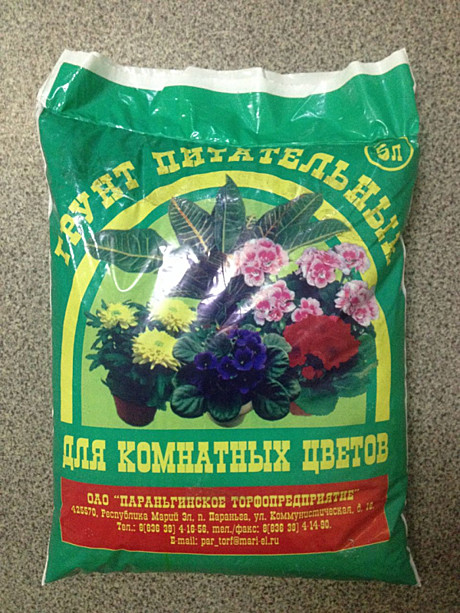 5л
ГРУНТ ПИТАТЕЛЬНЫЙ
ДЛЯ КОМНАТНЫХ ЦВЕТОВ
ОАО "ПАРАНЬГИНСКОЕ ТОРФОПРЕДПРИЯТИЕ"
425570, Республика Марий Эл, п. Параньга, ул. Коммунистическая, д.
Тел.: 8(836 39) 4-16-56, тел./факс: 8(836 39) 4-14-90.
E-mail: par_torf@mari-el.ru